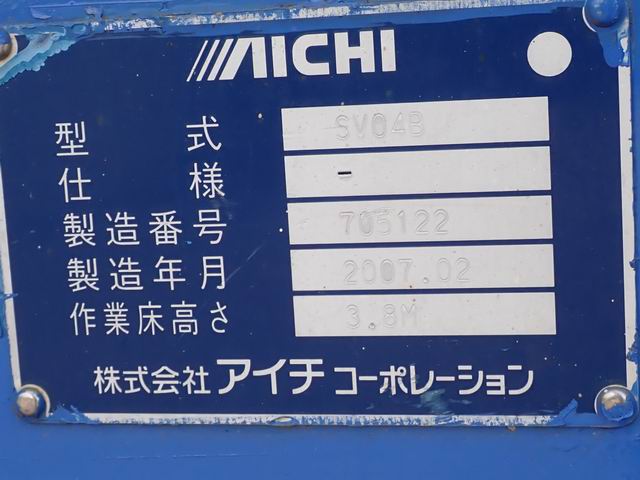 AICHI
型式 SV04B
仕様 -
製造番号 705122
製造年月 2007.02
作業床高さ 3.8M
株式会社 アイチ コーポレーション